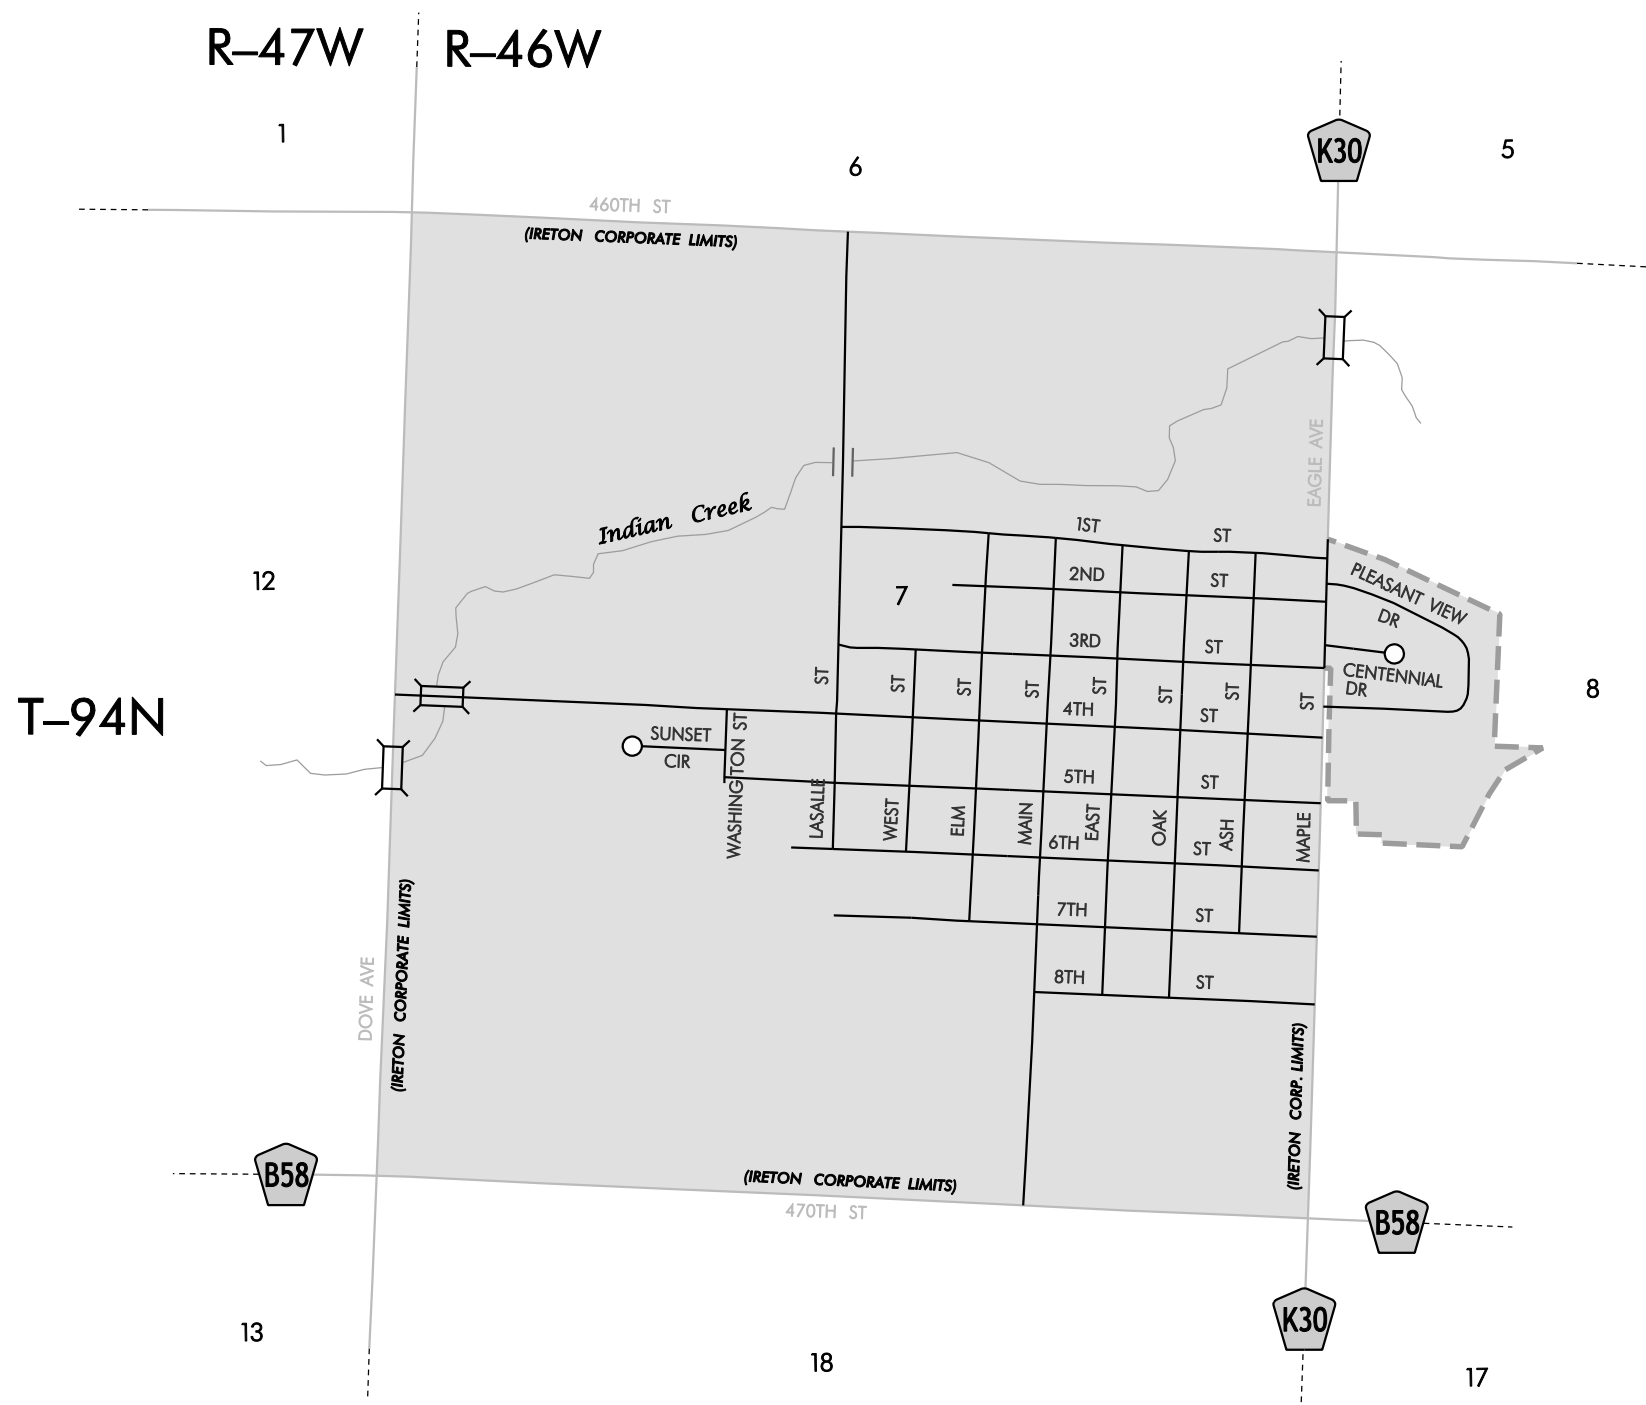 R–47W
R–46W
1
6
K30
5
460TH ST
(IRETON CORPORATE LIMITS)
EAGLE AVE
Indian Creek
1ST ST
12
7
2ND ST
PLEASANT VIEW
DR
3RD ST
CENTENNIAL
DR
T–94N
8
4TH ST
SUNSET
CIR
5TH ST
WASHINGTON ST
LASALLE ST
WEST ST
ELM ST
MAIN ST
EAST ST
OAK ST
ASH ST
MAPLE ST
6TH ST
7TH ST
8TH ST
DOVE AVE
(IRETON CORPORATE LIMITS)
(IRETON CORP. LIMITS)
B58
(IRETON CORPORATE LIMITS)
470TH ST
B58
K30
13
18
17